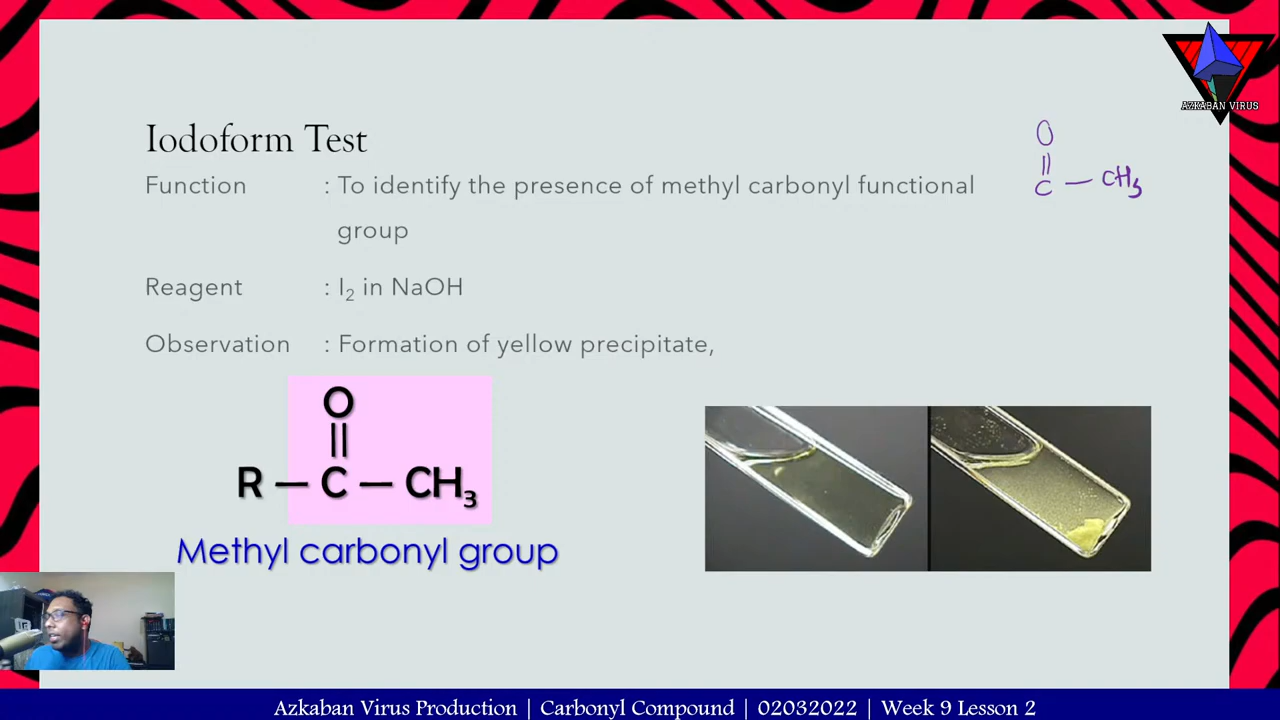 AZKABAN VIRUS
Iodoform Test
Function : To identify the presence of methyl carbonyl functional
group
O
||
C — CH₃
Reagent : I₂ in NaOH
Observation : Formation of yellow precipitate,
O
||
R — C — CH₃
Methyl carbonyl group
Azkaban Virus Production | Carbonyl Compound | 02032022 | Week 9 Lesson 2